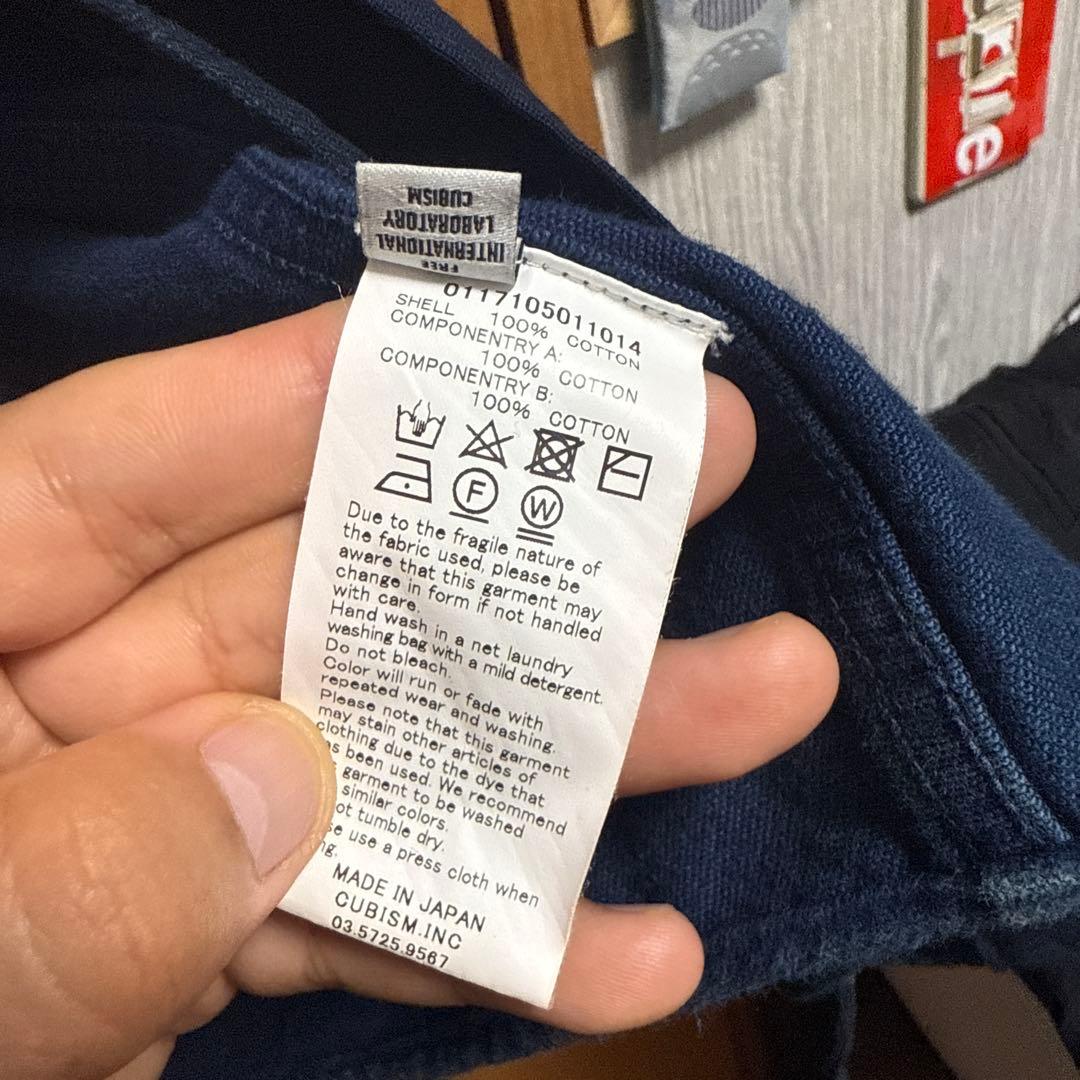 FREE
INTERNATIONAL
LABORATORY
CUBISM
0117105011014
SHELL 100% COTTON
COMPONENTRY A:
100% COTTON
COMPONENTRY B:
100% COTTON
F
W
Due to the fragile nature of
the fabric used, please be
aware that this garment may
change in form if not handled
with care.
Hand wash in a net laundry
washing bag with a mild detergent.
Do not bleach.
Color will run or fade with
repeated wear and washing.
Please note that this garment
may stain other articles of
clothing due to the dye that
as been used. We recommend
garment to be washed
similar colors.
ot tumble dry.
se use a press cloth when
ng.
MADE IN JAPAN
CUBISM.INC
03.5725.9567